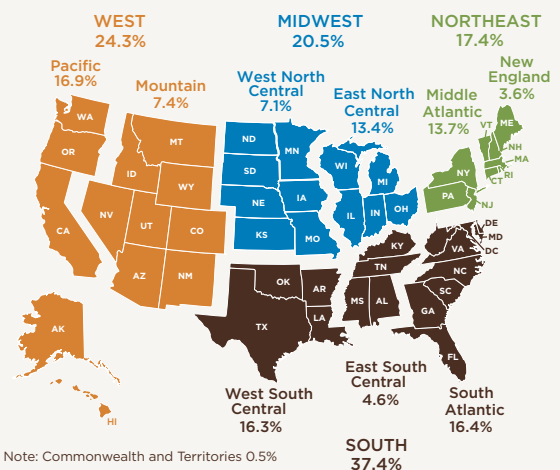 WEST
24.3%
MIDWEST
20.5%
NORTHEAST
17.4%
Pacific
16.9%
Mountain
7.4%
West North
Central
7.1%
East North
Central
13.4%
Middle
Atlantic
13.7%
New
England
3.6%
WA
OR
CA
NV
ID
MT
WY
UT
CO
AZ
NM
AK
HI
ND
SD
NE
KS
MN
IA
MO
WI
MI
IL
IN
OH
NY
PA
NJ
VT
ME
NH
MA
RI
CT
OK
TX
AR
LA
KY
TN
MS
AL
DE
MD
DC
VA
NC
SC
GA
FL
West South
Central
16.3%
East South
Central
4.6%
South
Atlantic
16.4%
SOUTH
37.4%
Note: Commonwealth and Territories 0.5%